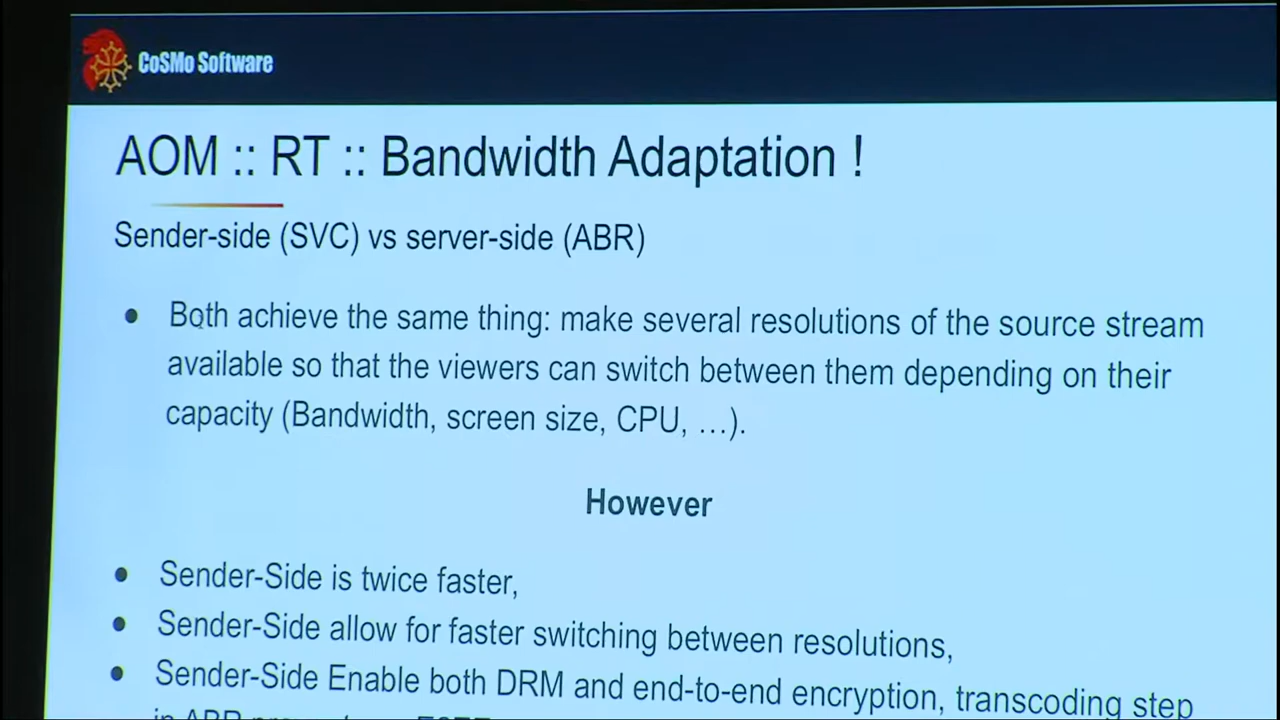 CoSMo Software
AOM :: RT :: Bandwidth Adaptation !
Sender-side (SVC) vs server-side (ABR)
● Both achieve the same thing: make several resolutions of the source stream
available so that the viewers can switch between them depending on their
capacity (Bandwidth, screen size, CPU, …).
However
● Sender-Side is twice faster,
● Sender-Side allow for faster switching between resolutions,
● Sender-Side Enable both DRM and end-to-end encryption, transcoding step
in ABR